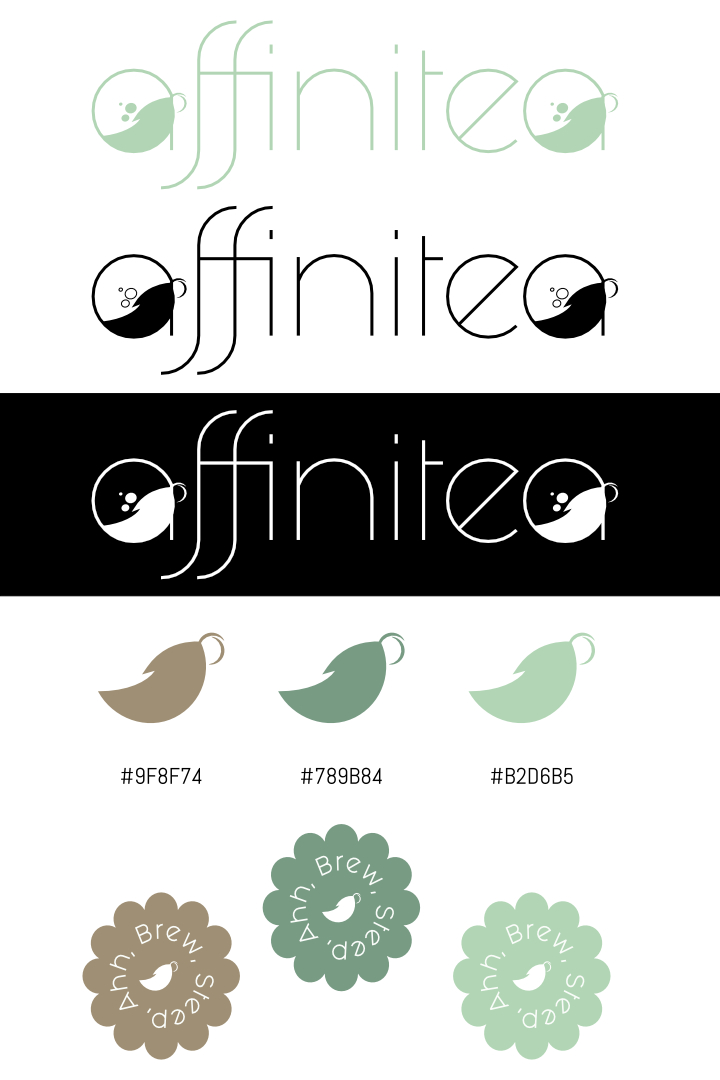 affinitea
affinitea
affinitea
#9F8F74
#789B84
#B2D6B5
Brew, Steep, Ahh,
Brew, Steep, Ahh,
Brew, Steep, Ahh,